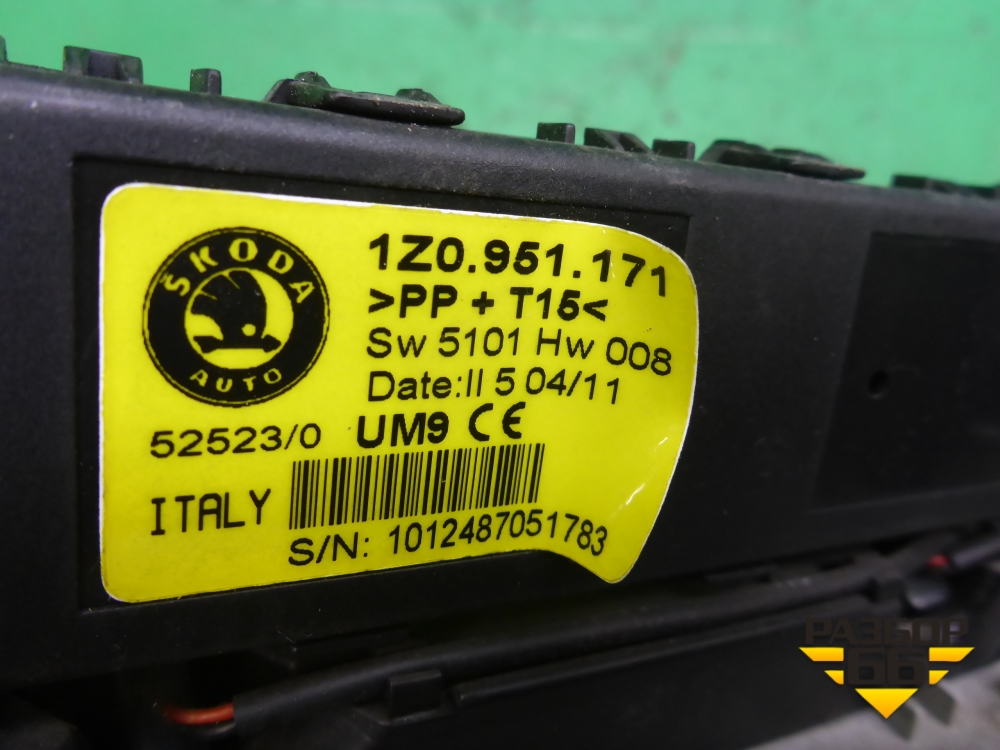 ŠKODA
AUTO
1Z0.951.171
>PP + T15<
Sw 5101 Hw 008
Date:II 5 04/11
52523/0 UM9 CE
ITALY
S/N: 1012487051783
РАЗБОР
66